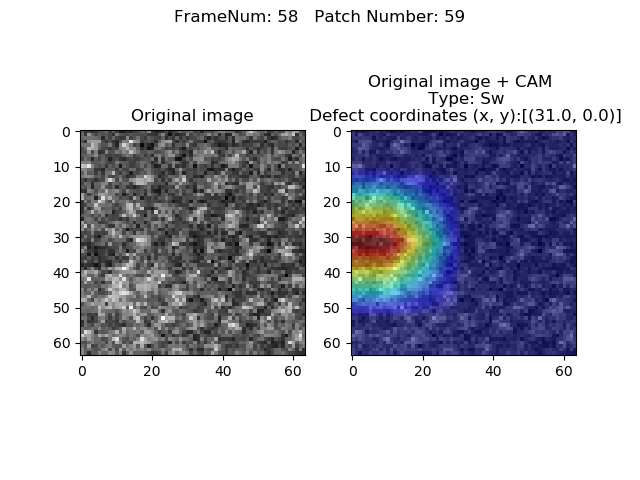 FrameNum: 58   Patch Number: 59
Original image
Original image + CAM
Type: Sw
Defect coordinates (x, y):[(31.0, 0.0)]
0
10
20
30
40
50
60
0 20 40 60
0
10
20
30
40
50
60
0 20 40 60